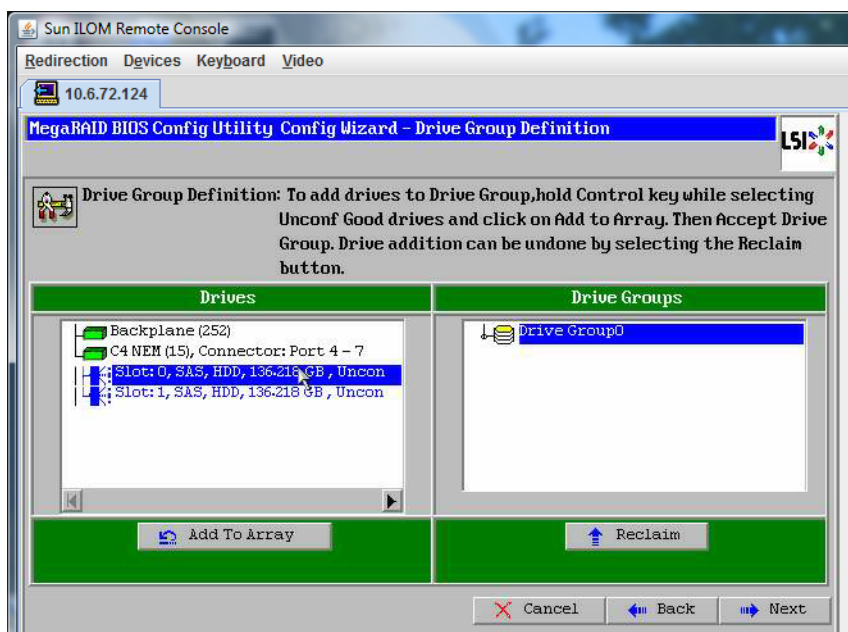 Sun ILOM Remote Console
Redirection Devices Keyboard Video
10.6.72.124
MegaRAID BIOS Config Utility Config Wizard – Drive Group Definition
LSI
Drive Group Definition: To add drives to Drive Group,hold Control key while selecting
Unconf Good drives and click on Add to Array. Then Accept Drive
Group. Drive addition can be undone by selecting the Reclaim
button.
Drives
Backplane (252)
C4 NEM (15), Connector: Port 4 – 7
Slot: 0, SAS, HDD, 136.218 GB , Uncon
Slot: 1, SAS, HDD, 136.218 GB , Uncon
Add To Array
Drive Groups
Drive Group0
Reclaim
Cancel
Back
Next